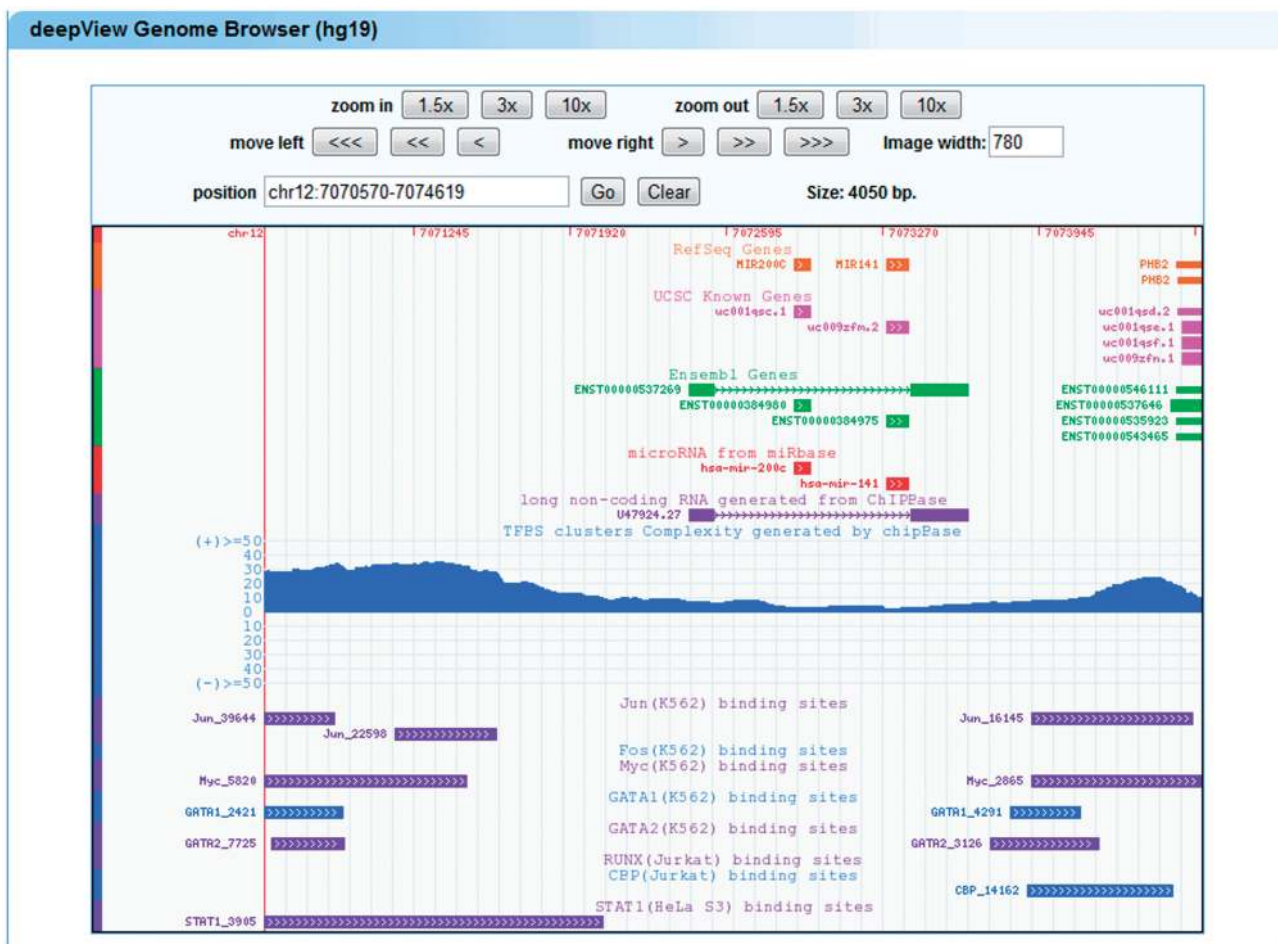 deepView Genome Browser (hg19)
zoom in 1.5x 3x 10x zoom out 1.5x 3x 10x
move left <<< << < move right > >> >>> Image width: 780
position chr12:7070570-7074619 Go Clear Size: 4050 bp.
chr12 7071245 7071920 7072595 7073270 7073945
RefSeq Genes
MIR200C MIR141 PHB2
PHB2
UCSC Known Genes
uc001qsc.1 uc001qsd.2
uc009zfm.2 uc001qse.1
uc001qsf.1
uc009zfn.1
Ensembl Genes
ENST00000537269 ENST00000546111
ENST00000384980 ENST00000537646
ENST00000384975 ENST00000535923
ENST00000543465
microRNA from miRbase
hsa-mir-200c
hsa-mir-141
long non-coding RNA generated from ChIPBase
U47924.27
TFBS clusters Complexity generated by chipBase
(+)>=50
40
30
20
10
0
10
20
30
40
(-)>=50
Jun(K562) binding sites
Jun_39644 Jun_16145
Jun_22598
Fos(K562) binding sites
Myc(K562) binding sites
Myc_5820 Myc_2865
GATA1(K562) binding sites
GATA1_2421 GATA1_4291
GATA2(K562) binding sites
GATA2_7725 GATA2_3126
RUNX(Jurkat) binding sites
CBP(Jurkat) binding sites
CBP_14162
STAT1(HeLa S3) binding sites
STAT1_3905